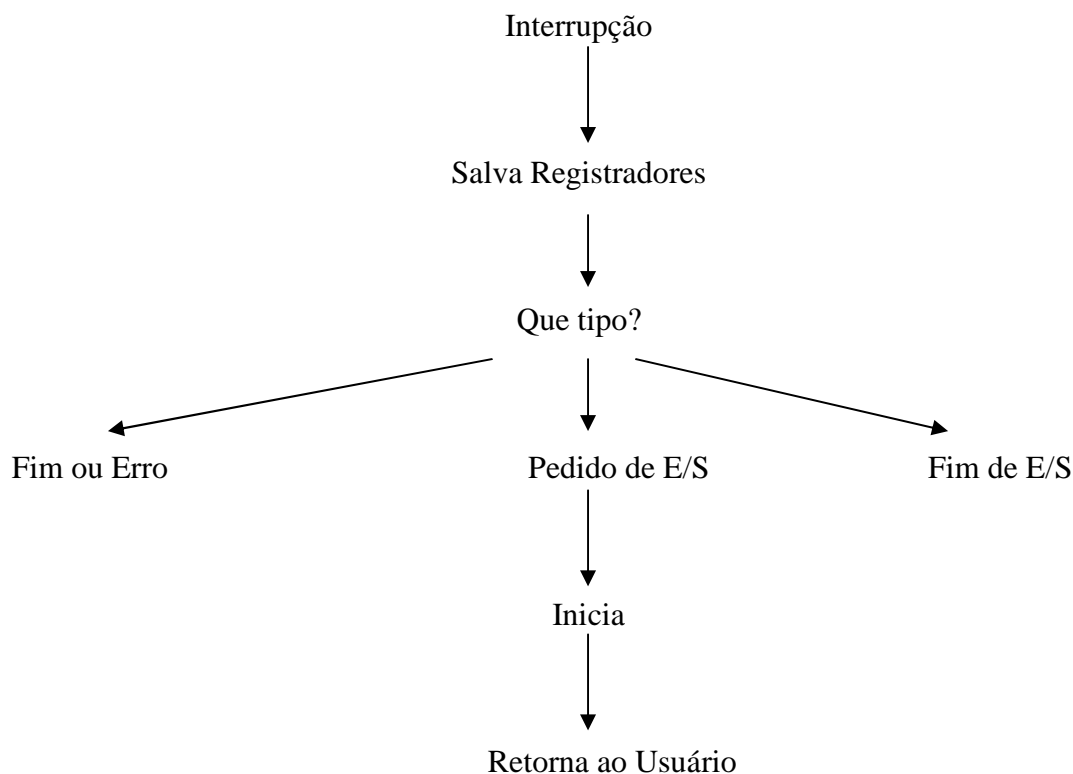 Interrupção
Salva Registradores
Que tipo?
Fim ou Erro
Pedido de E/S
Fim de E/S
Inicia
Retorna ao Usuário